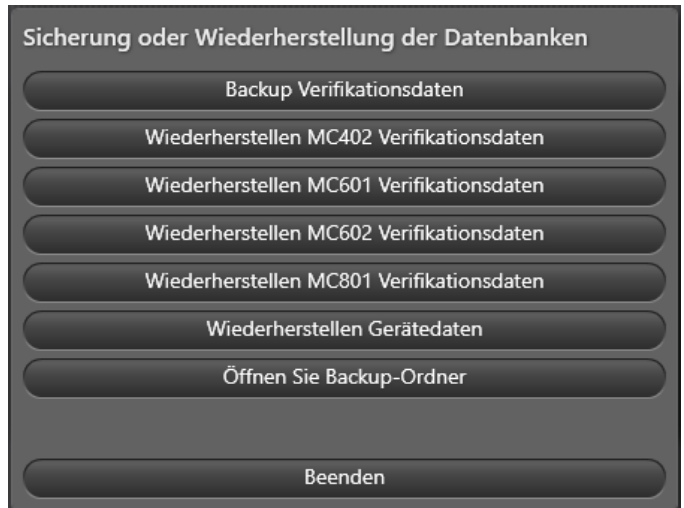 Sicherung oder Wiederherstellung der Datenbanken
Backup Verifikationsdaten
Wiederherstellen MC402 Verifikationsdaten
Wiederherstellen MC601 Verifikationsdaten
Wiederherstellen MC602 Verifikationsdaten
Wiederherstellen MC801 Verifikationsdaten
Wiederherstellen Gerätedaten
Öffnen Sie Backup-Ordner
Beenden